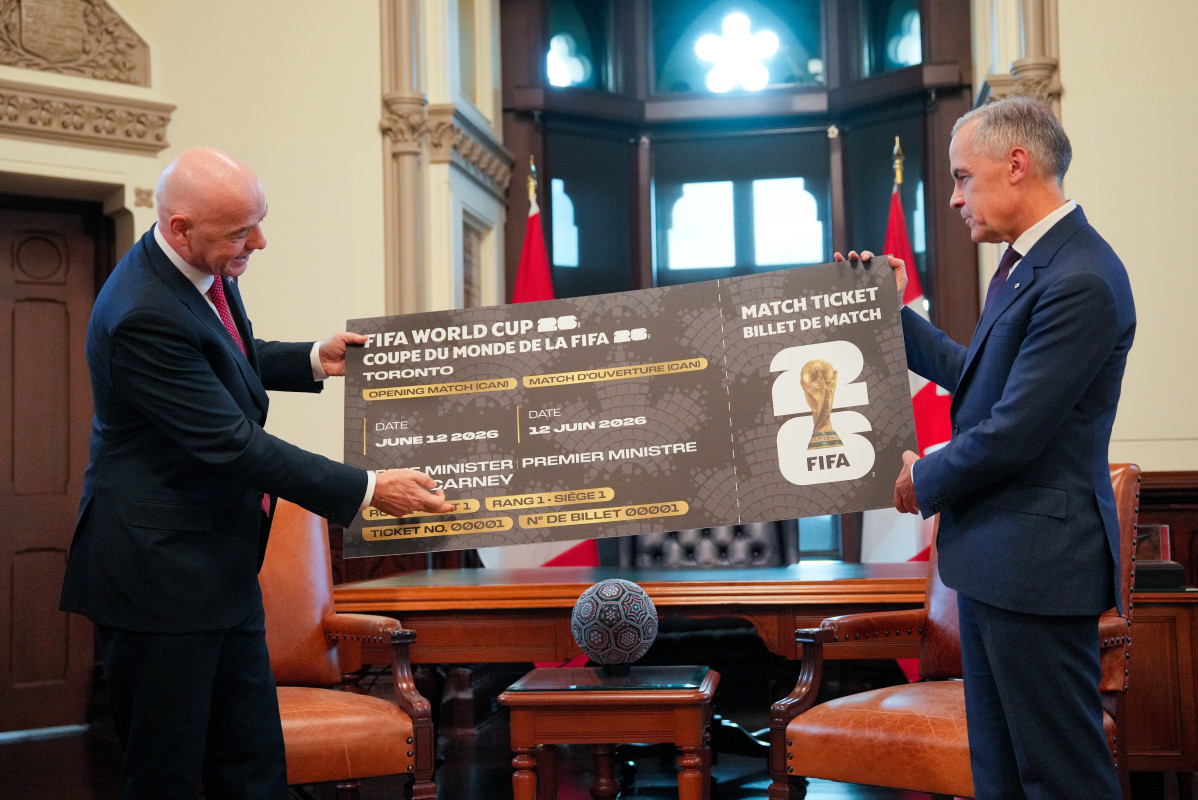 FIFA WORLD CUP 26
COUPE DU MONDE DE LA FIFA 26
TORONTO
OPENING MATCH (CAN)
MATCH D'OUVERTURE (CAN)
DATE
JUNE 12 2026
DATE
12 JUIN 2026
MINISTER
CARNEY
PREMIER MINISTRE
1
RANG 1 - SIÈGE 1
TICKET NO. 00001
N° DE BILLET 00001
MATCH TICKET
BILLET DE MATCH
26
FIFA